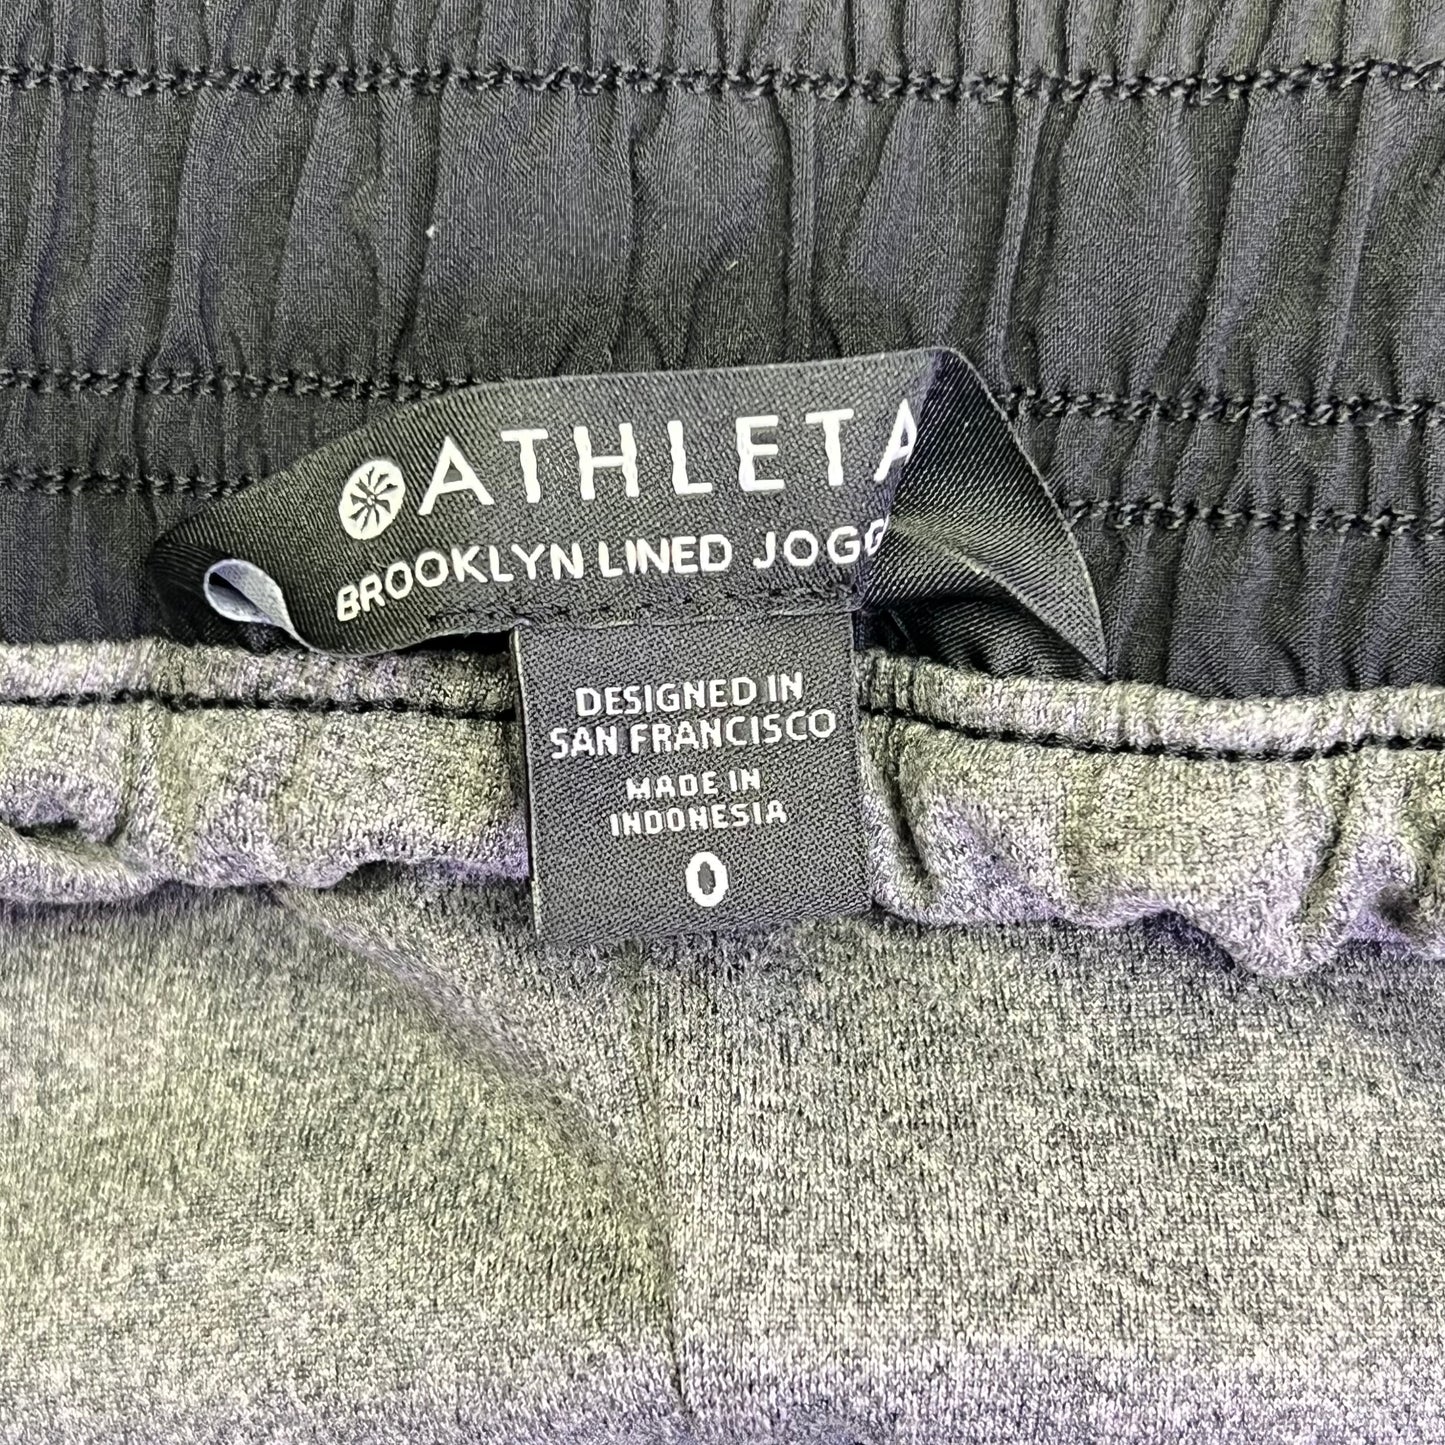 ATHLETA
BROOKLYN LINED JOGG
DESIGNED IN
SAN FRANCISCO
MADE IN
INDONESIA
0